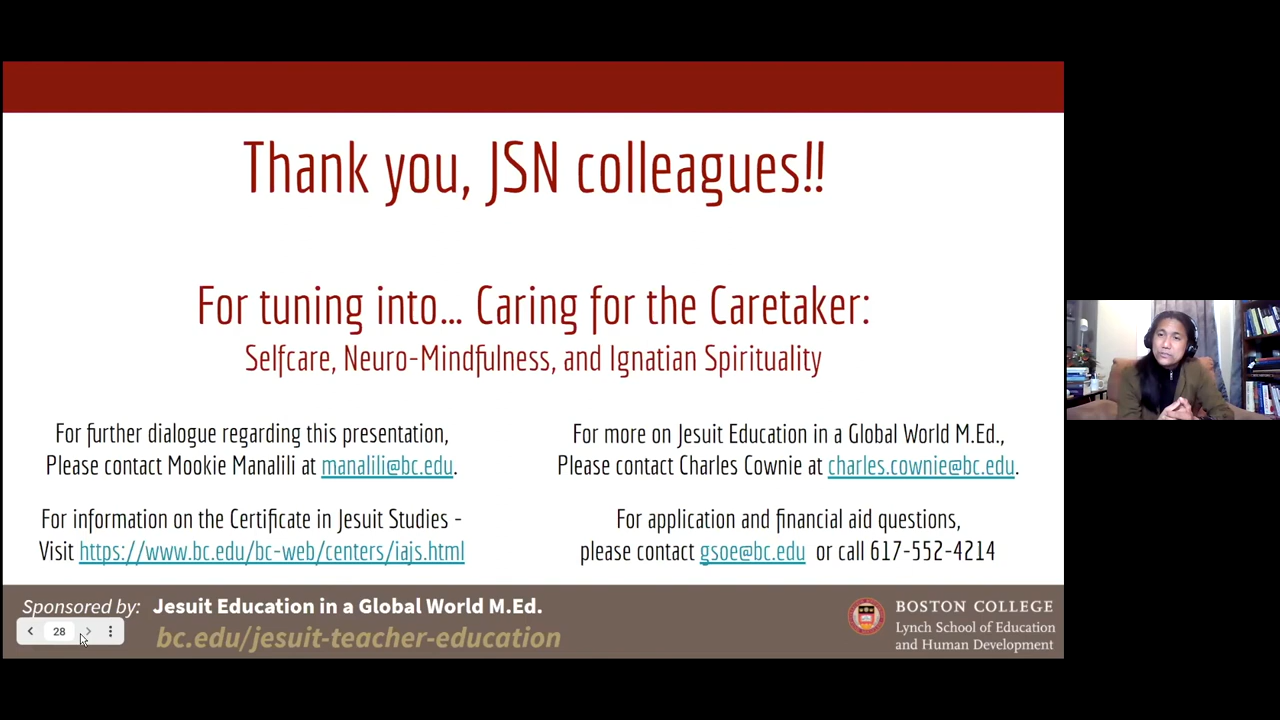 Thank you, JSN colleagues!!
For tuning into... Caring for the Caretaker:
Selfcare, Neuro-Mindfulness, and Ignatian Spirituality
For further dialogue regarding this presentation,
Please contact Mookie Manalili at manalili@bc.edu.
For information on the Certificate in Jesuit Studies -
Visit https://www.bc.edu/bc-web/centers/iajs.html
For more on Jesuit Education in a Global World M.Ed.,
Please contact Charles Cownie at charles.cownie@bc.edu.
For application and financial aid questions,
please contact gsoe@bc.edu or call 617-552-4214
Sponsored by: Jesuit Education in a Global World M.Ed.
bc.edu/jesuit-teacher-education
28
BOSTON COLLEGE
Lynch School of Education
and Human Development